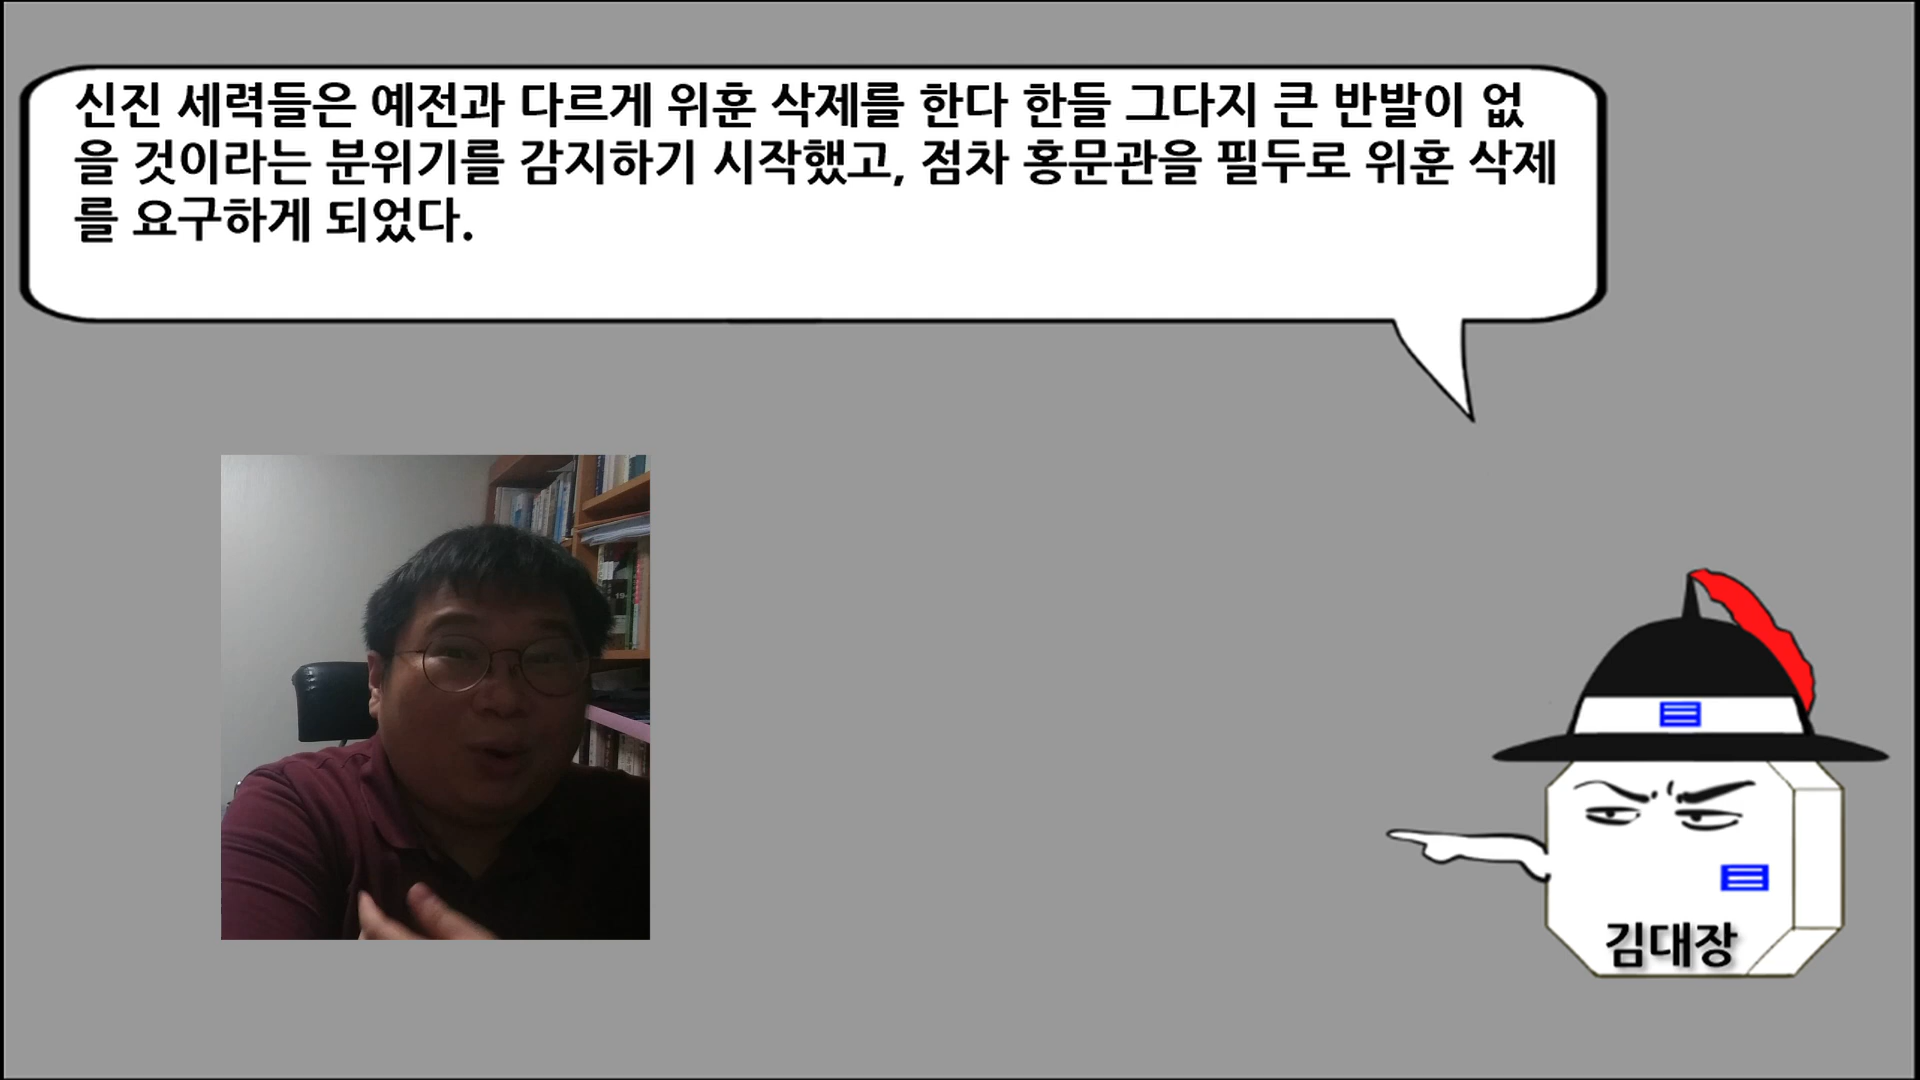 신진 세력들은 예전과 다르게 위훈 삭제를 한다 한들 그다지 큰 반발이 없
을 것이라는 분위기를 감지하기 시작했고, 점차 홍문관을 필두로 위훈 삭제
를 요구하게 되었다.
김대장